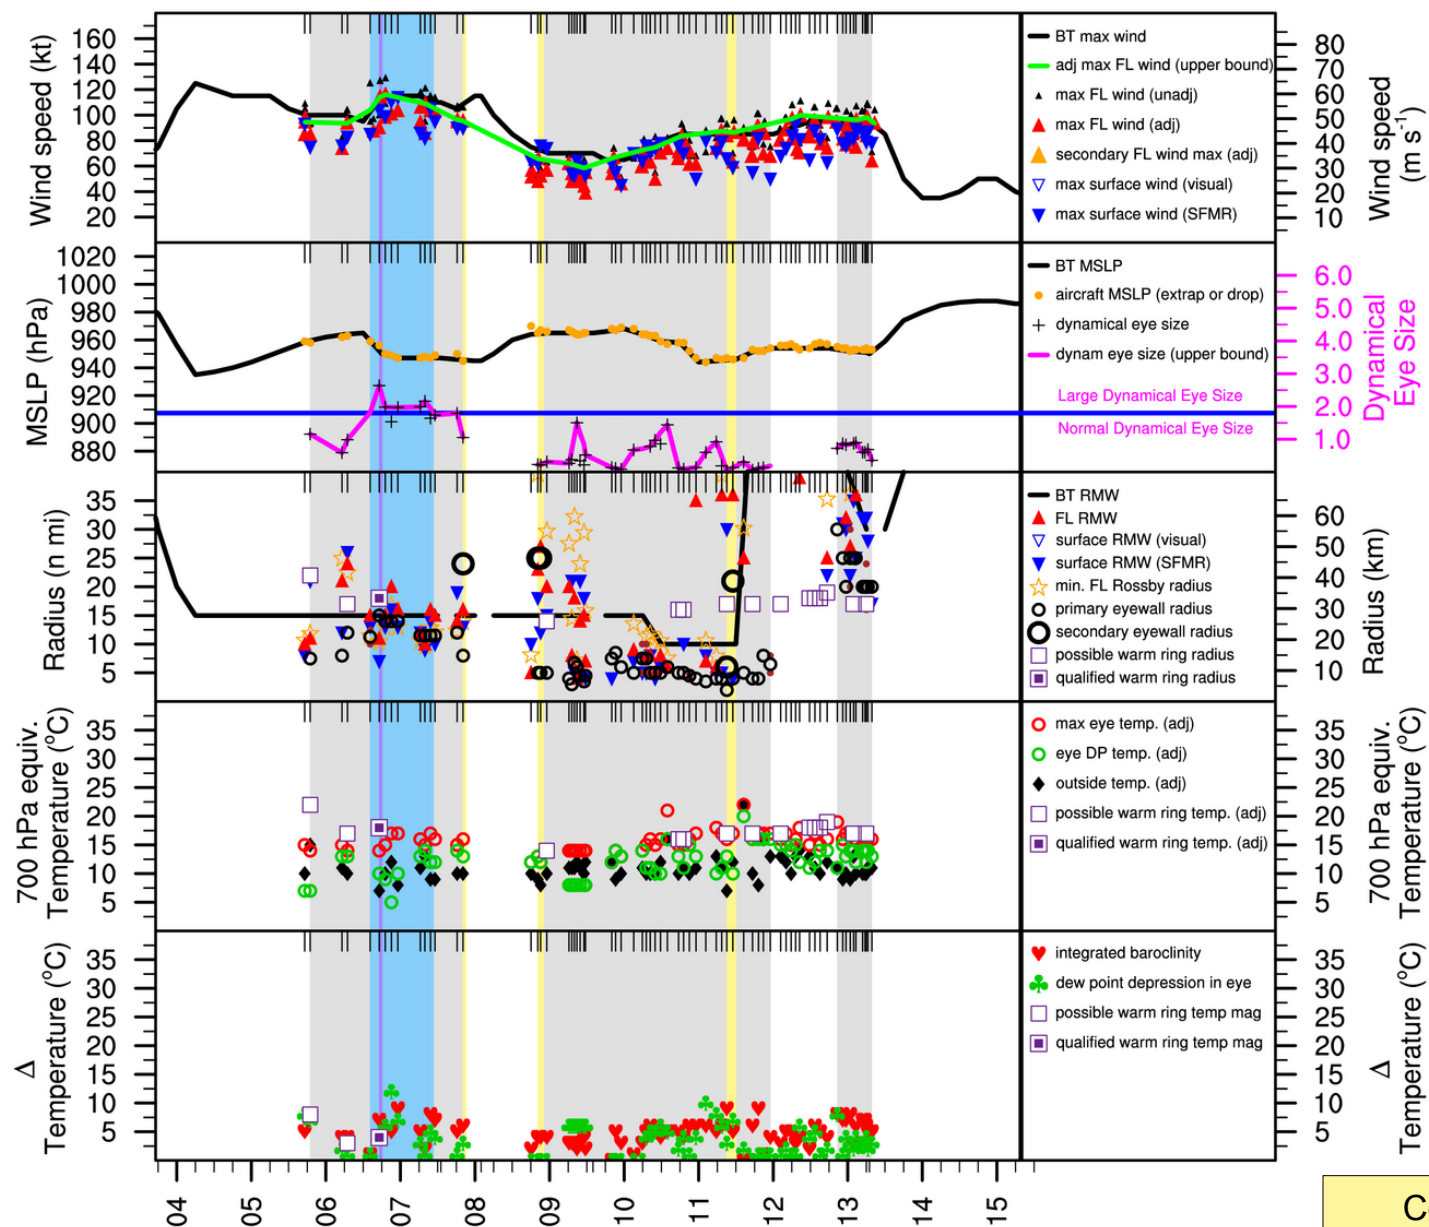 Wind speed (kt)
160
140
120
100
80
60
40
20
BT max wind
adj max FL wind (upper bound)
max FL wind (unadj)
max FL wind (adj)
secondary FL wind max (adj)
max surface wind (visual)
max surface wind (SFMR)
80
70
60
50
40
30
20
10
Wind speed
(m s⁻¹)
MSLP (hPa)
1020
1000
980
960
940
920
900
880
BT MSLP
aircraft MSLP (extrap or drop)
dynamical eye size
dynam eye size (upper bound)
Large Dynamical Eye Size
Normal Dynamical Eye Size
6.0
5.0
4.0
3.0
2.0
1.0
Dynamical
Eye Size
Radius (n mi)
35
30
25
20
15
10
5
BT RMW
FL RMW
surface RMW (visual)
surface RMW (SFMR)
min. FL Rossby radius
primary eyewall radius
secondary eyewall radius
possible warm ring radius
qualified warm ring radius
60
50
40
30
20
10
Radius (km)
700 hPa equiv.
Temperature (°C)
35
30
25
20
15
10
5
max eye temp. (adj)
eye DP temp. (adj)
outside temp. (adj)
possible warm ring temp. (adj)
qualified warm ring temp. (adj)
35
30
25
20
15
10
5
700 hPa equiv.
Temperature (°C)
Δ
Temperature (°C)
35
30
25
20
15
10
5
integrated baroclinity
dew point depression in eye
possible warm ring temp mag
qualified warm ring temp mag
35
30
25
20
15
10
5
Δ
Temperature (°C)
04
05
06
07
08
09
10
11
12
13
14
15